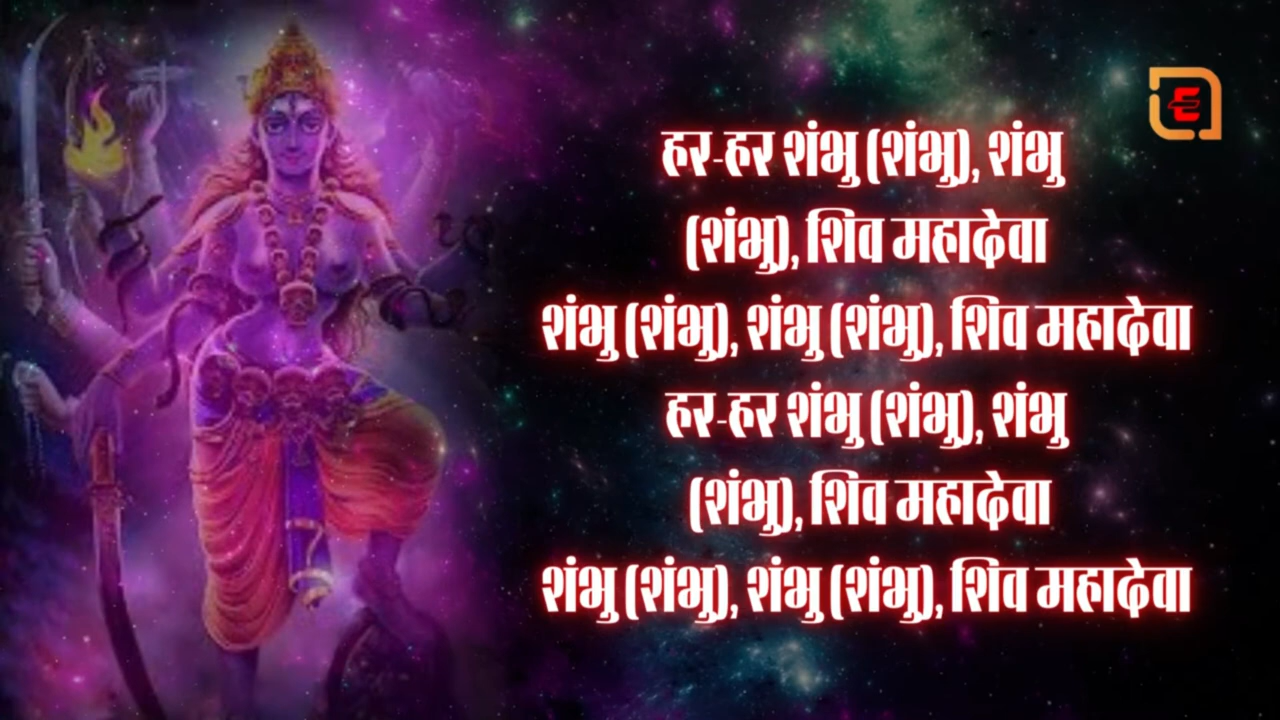 हर-हर शंभु (शंभु), शंभु
(शंभु), शिव महादेवा
शंभु (शंभु), शंभु (शंभु), शिव महादेवा
हर-हर शंभु (शंभु), शंभु
(शंभु), शिव महादेवा
शंभु (शंभु), शंभु (शंभु), शिव महादेवा
E